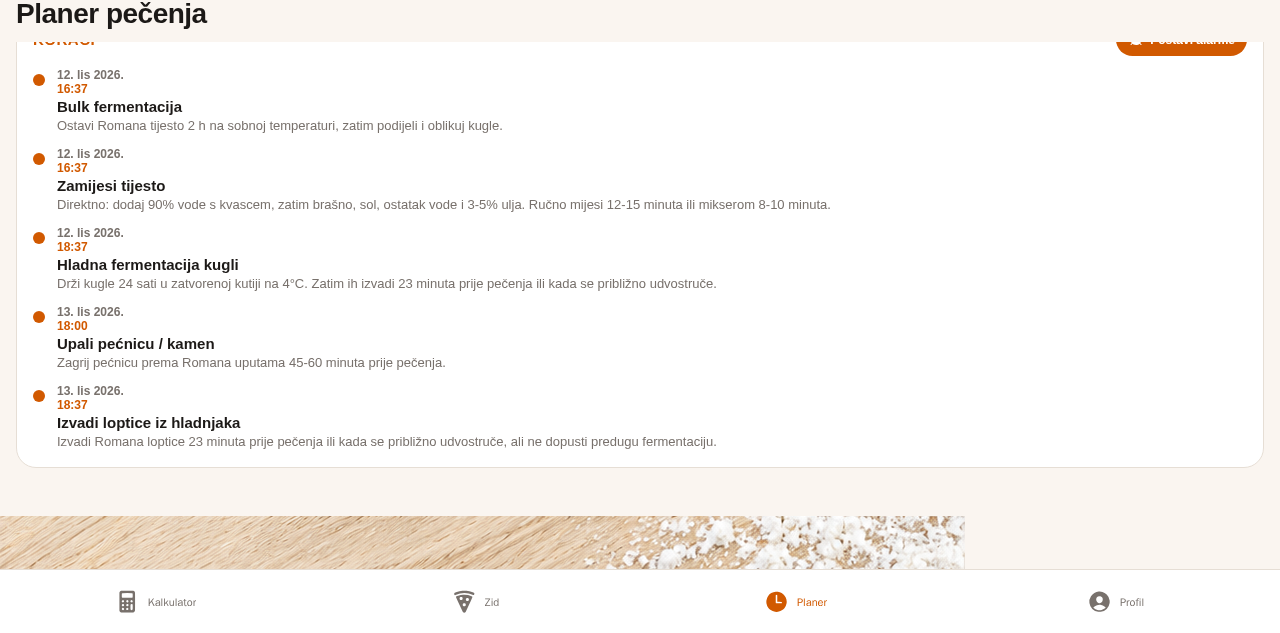 Planer pečenja
12. lis 2026.
16:37
Bulk fermentacija
Ostavi Romana tijesto 2 h na sobnoj temperaturi, zatim podijeli i oblikuj kugle.
12. lis 2026.
16:37
Zamijesi tijesto
Direktno: dodaj 90% vode s kvascem, zatim brašno, sol, ostatak vode i 3-5% ulja. Ručno mijesi 12-15 minuta ili mikserom 8-10 minuta.
12. lis 2026.
18:37
Hladna fermentacija kugli
Drži kugle 24 sati u zatvorenoj kutiji na 4°C. Zatim ih izvadi 23 minuta prije pečenja ili kada se približno udvostruče.
13. lis 2026.
18:00
Upali pećnicu / kamen
Zagrij pećnicu prema Romana uputama 45-60 minuta prije pečenja.
13. lis 2026.
18:37
Izvadi loptice iz hladnjaka
Izvadi Romana loptice 23 minuta prije pečenja ili kada se približno udvostruče, ali ne dopusti predugu fermentaciju.
Kalkulator
Zid
Planer
Profil